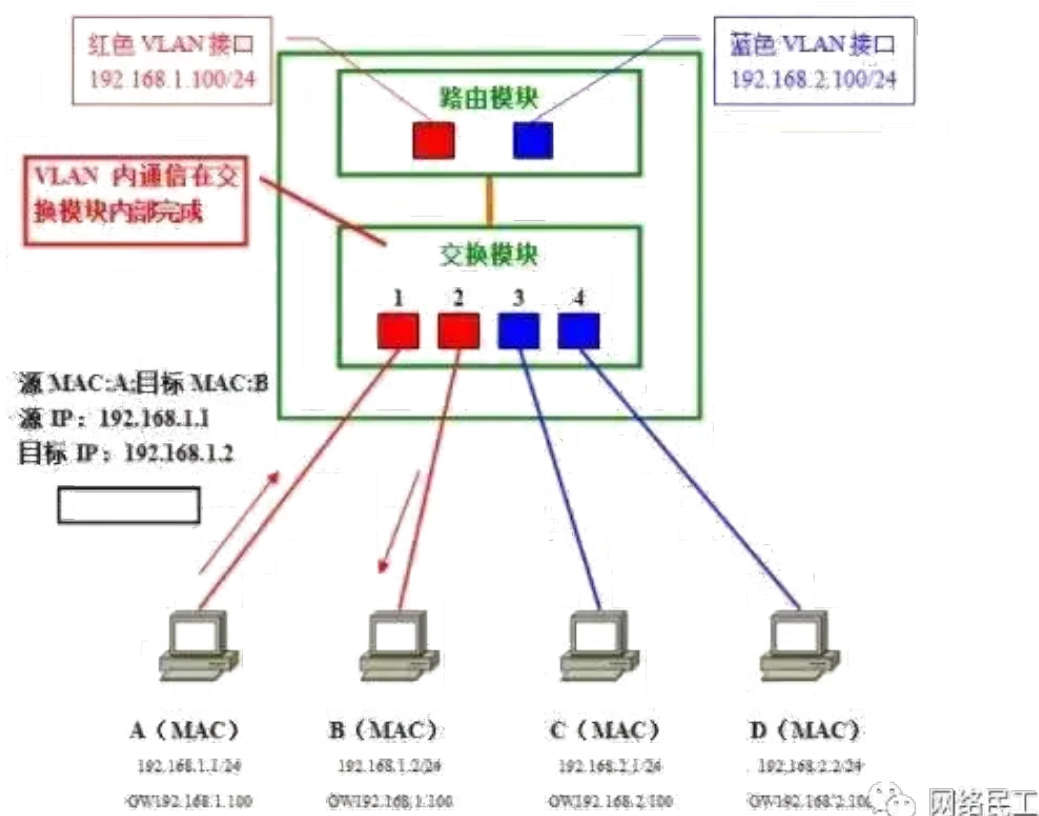 红色 VLAN 接口
192.168.1.100/24
蓝色 VLAN 接口
192.168.2.100/24
路由模块
VLAN 内通信在交
换模块内部完成
交换模块
1 2 3 4
源 MAC:A;目标 MAC:B
源 IP：192.168.1.1
目标 IP：192.168.1.2
A（MAC） B（MAC） C（MAC） D（MAC）
192.168.1.1/24 192.168.1.2/24 192.168.2.1/24 192.168.2.2/24
GW192.168.1.100 GW192.168.1.100 GW192.168.2.100 GW192.168.2.100
网络民工